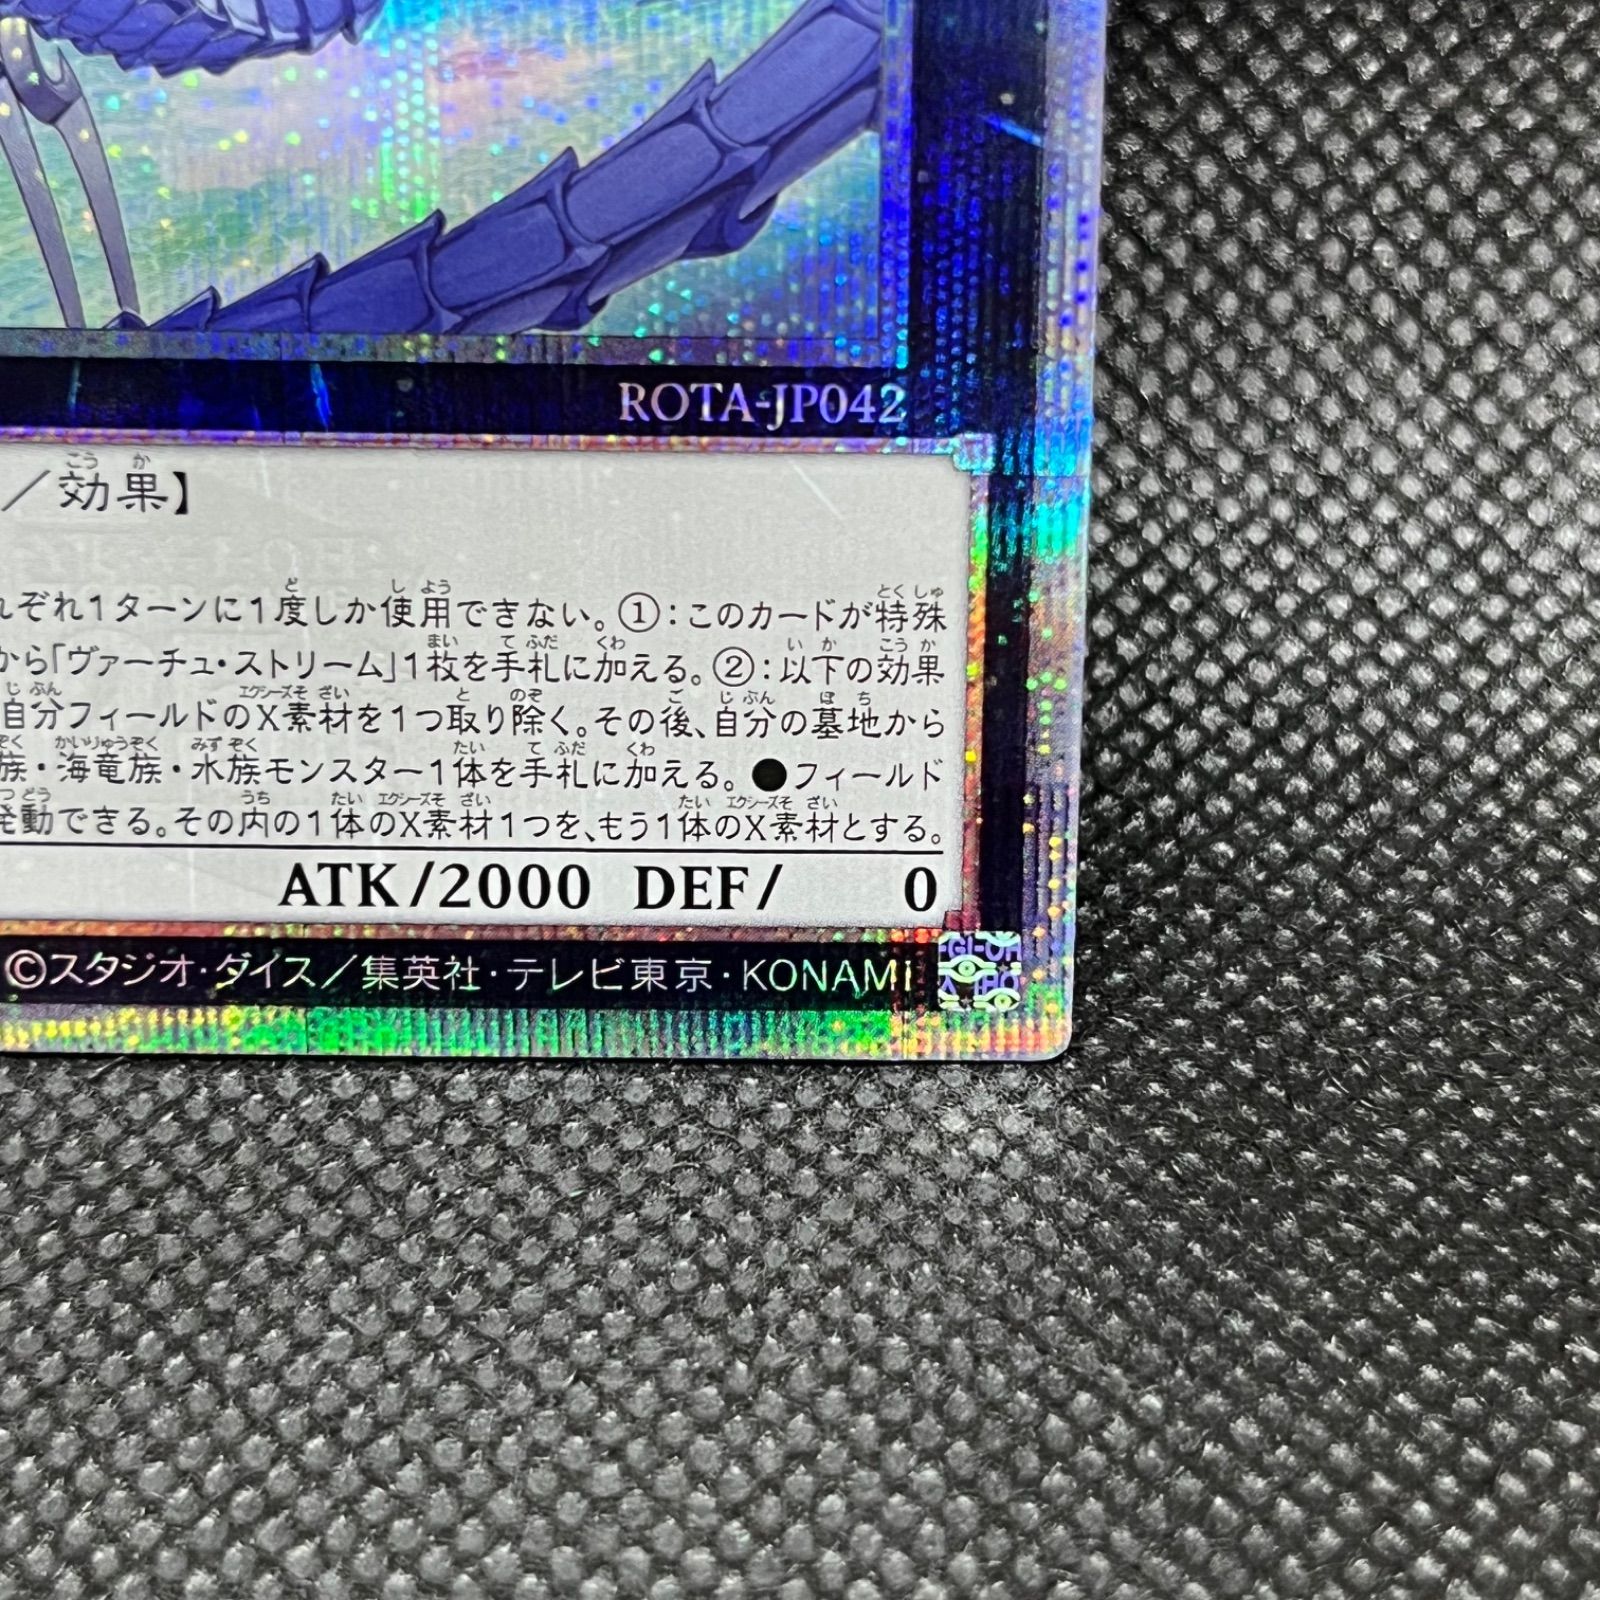 ROTA-JP042
／効果】
れぞれ1ターンに1度しか使用できない。①：このカードが特殊
から「ヴァーチュ・ストリーム」1枚を手札に加える。②：以下の効果
自分フィールドのX素材を1つ取り除く。その後、自分の墓地から
族・海竜族・水族モンスター1体を手札に加える。●フィールド
発動できる。その内の1体のX素材1つを、もう1体のX素材とする。
ATK/2000 DEF/ 0
©スタジオ・ダイス／集英社・テレビ東京・KONAMI